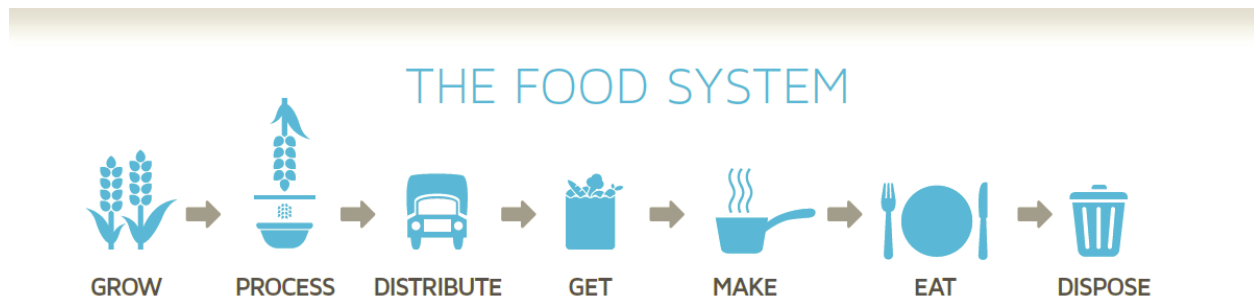 THE FOOD SYSTEM
GROW PROCESS DISTRIBUTE GET MAKE EAT DISPOSE